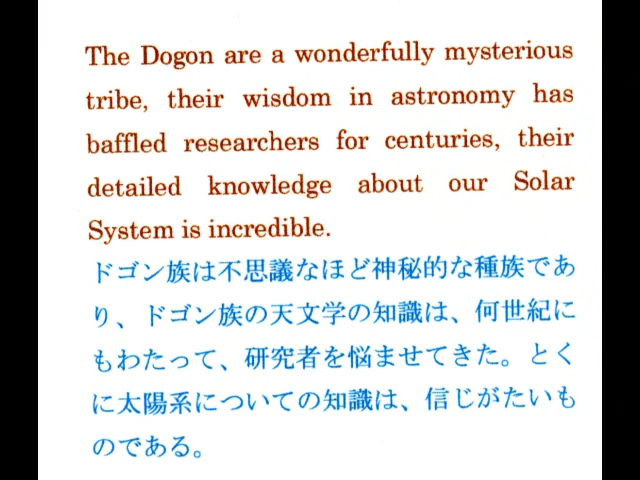 The Dogon are a wonderfully mysterious
tribe, their wisdom in astronomy has
baffled researchers for centuries, their
detailed knowledge about our Solar
System is incredible.
ドゴン族は不思議なほど神秘的な種族であ
り、ドゴン族の天文学の知識は、何世紀に
もわたって、研究者を悩ませてきた。とく
に太陽系についての知識は、信じがたいも
のである。